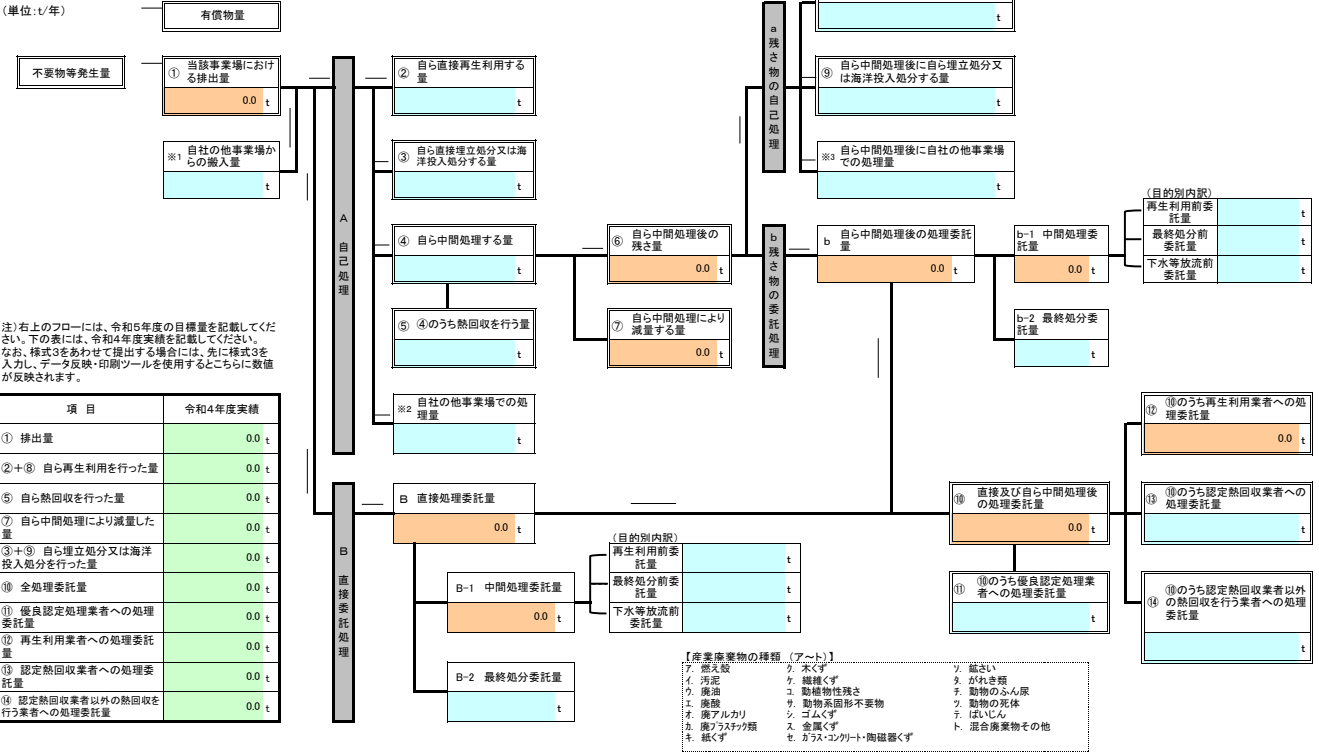 (単位:t/年)
有償物量
t
不要物等発生量
① 当該事業場におけ
る排出量
0.0 t
※1 自社の他事業場か
らの搬入量
t
A 自己処理
② 自ら直接再生利用する
量
t
③ 自ら直接埋立処分又は海
洋投入処分する量
t
④ 自ら中間処理する量
t
⑤ ④のうち熱回収を行う量
t
※2 自社の他事業場での処
理量
t
⑥ 自ら中間処理後の
残さ量
0.0 t
⑦ 自ら中間処理により
減量する量
0.0 t
a 残さ物の自己処理
⑨ 自ら中間処理後に自ら埋立処分又
は海洋投入処分する量
t
※3 自ら中間処理後に自社の他事業場
での処理量
t
b 残さ物の委託処理
b 自ら中間処理後の処理委託
量
0.0 t
b-1 中間処理委
託量
0.0 t
b-2 最終処分委
託量
t
(目的別内訳)
再生利用前委
託量
t
最終処分前
委託量
t
下水等放流前
委託量
t
注)右上のフローには、令和5年度の目標量を記載してくだ
さい。下の表には、令和4年度実績を記載してください。
なお、様式3をあわせて提出する場合には、先に様式3を
入力し、データ反映・印刷ツールを使用するとこちらに数値
が反映されます。
項 目 令和4年度実績
① 排出量 0.0 t
②+⑧ 自ら再生利用を行った量 0.0 t
⑤ 自ら熱回収を行った量 0.0 t
⑦ 自ら中間処理により減量した
量 0.0 t
③+⑨ 自ら埋立処分又は海洋
投入処分を行った量 0.0 t
⑩ 全処理委託量 0.0 t
⑪ 優良認定処理業者への処理
委託量 0.0 t
⑫ 再生利用業者への処理委託
量 0.0 t
⑬ 認定熱回収業者への処理委
託量 0.0 t
⑭ 認定熱回収業者以外の熱回収を
行う業者への処理委託量 0.0 t
B 直接委託処理
B 直接処理委託量
0.0 t
B-1 中間処理委託量
0.0 t
B-2 最終処分委託量
t
(目的別内訳)
再生利用前委
託量
t
最終処分前委
託量
t
下水等放流前
委託量
t
⑩ 直接及び自ら中間処理後
の処理委託量
0.0 t
⑪ ⑩のうち優良認定処理業
者への処理委託量
t
⑫ ⑩のうち再生利用業者への処
理委託量
0.0 t
⑬ ⑩のうち認定熱回収業者への
処理委託量
t
⑭ ⑩のうち認定熱回収業者以外
の熱回収を行う業者への処理
委託量
t
【産業廃棄物の種類 (ア~ト)】
ア. 燃え殻 ケ. 木くず ソ. 鉱さい
イ. 汚泥 ク. 繊維くず タ. がれき類
ウ. 廃油 コ. 動植物性残さ チ. 動物のふん尿
エ. 廃酸 サ. 動物系固形不要物 ツ. 動物の死体
オ. 廃アルカリ シ. ゴムくず テ. ばいじん
カ. 廃プラスチック類 ス. 金属くず ト. 混合廃棄物その他
キ. 紙くず セ. ガラス・コンクリート・陶磁器くず